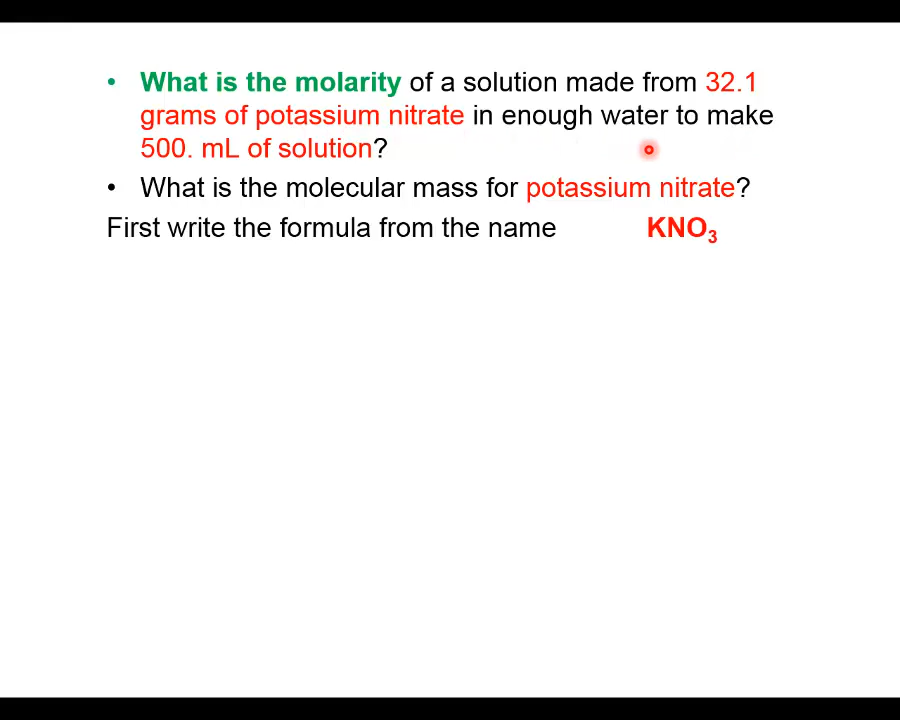 • What is the molarity of a solution made from 32.1
grams of potassium nitrate in enough water to make
500. mL of solution?
• What is the molecular mass for potassium nitrate?
First write the formula from the name KNO₃